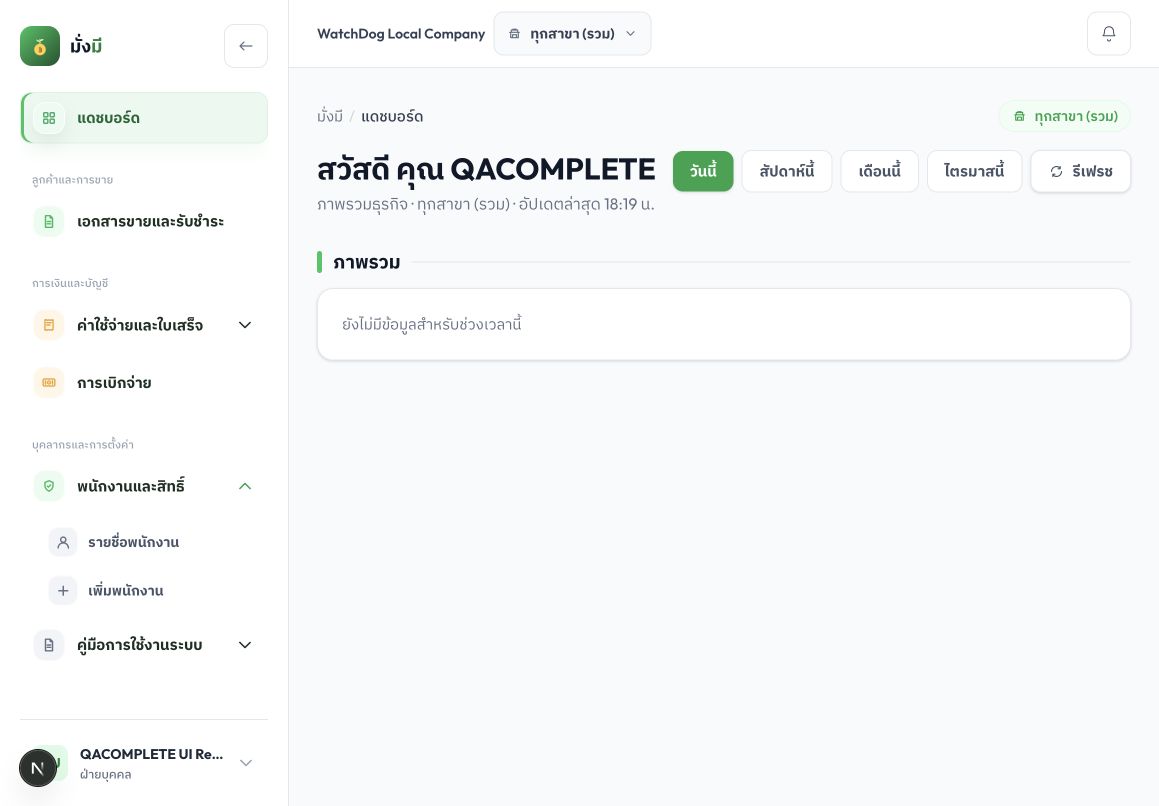 มั่งมี
แดชบอร์ด
ลูกค้าและการขาย
เอกสารขายและรับชำระ
การเงินและบัญชี
ค่าใช้จ่ายและใบเสร็จ
การเบิกจ่าย
บุคลากรและการตั้งค่า
พนักงานและสิทธิ์
รายชื่อพนักงาน
เพิ่มพนักงาน
คู่มือการใช้งานระบบ
QACOMPLETE UI Re...
ฝ่ายบุคคล
N
WatchDog Local Company ทุกสาขา (รวม)
มั่งมี / แดชบอร์ด ทุกสาขา (รวม)
สวัสดี คุณ QACOMPLETE วันนี้ สัปดาห์นี้ เดือนนี้ ไตรมาสนี้ รีเฟรช
ภาพรวมธุรกิจ · ทุกสาขา (รวม) · อัปเดตล่าสุด 18:19 น.
ภาพรวม
ยังไม่มีข้อมูลสำหรับช่วงเวลานี้